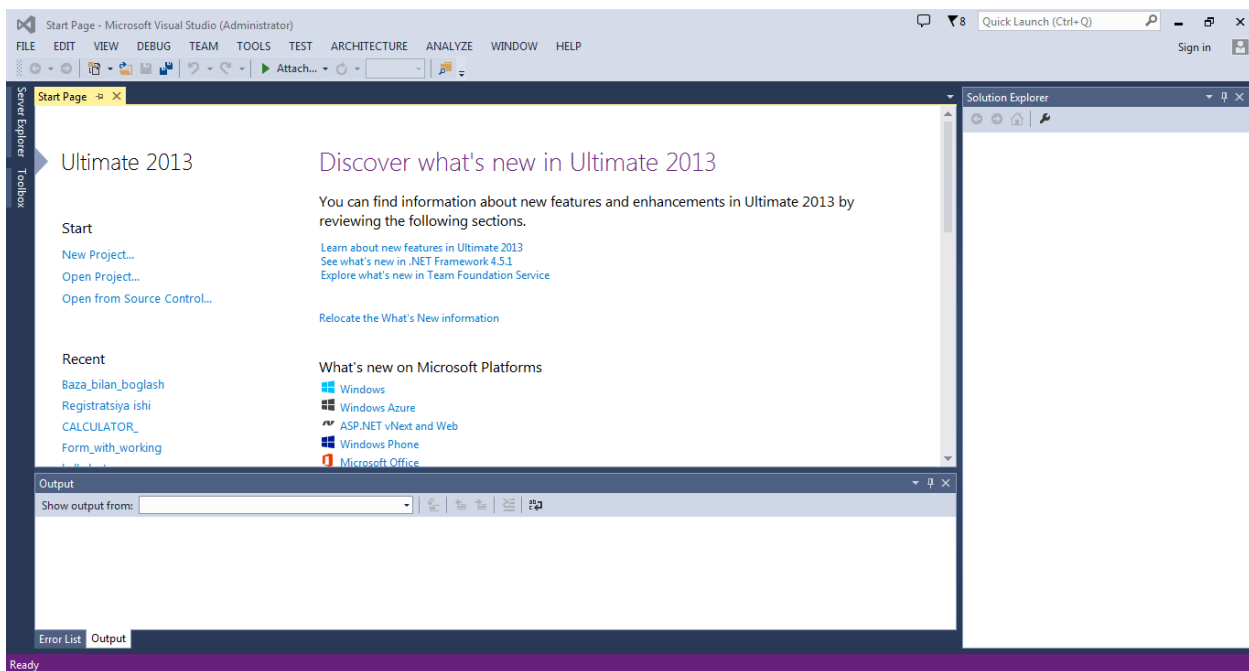 Start Page - Microsoft Visual Studio (Administrator)
8
Quick Launch (Ctrl+Q)
FILE EDIT VIEW DEBUG TEAM TOOLS TEST ARCHITECTURE ANALYZE WINDOW HELP
Sign in
Attach...
Server Explorer
Toolbox
Start Page
Ultimate 2013
Start
New Project...
Open Project...
Open from Source Control...
Recent
Baza_bilan_boglash
Registratsiya ishi
CALCULATOR_
Form_with_working
Discover what's new in Ultimate 2013
You can find information about new features and enhancements in Ultimate 2013 by
reviewing the following sections.
Learn about new features in Ultimate 2013
See what's new in .NET Framework 4.5.1
Explore what's new in Team Foundation Service
Relocate the What's New information
What's new on Microsoft Platforms
Windows
Windows Azure
ASP.NET vNext and Web
Windows Phone
Microsoft Office
Solution Explorer
Output
Show output from:
Error List Output
Ready